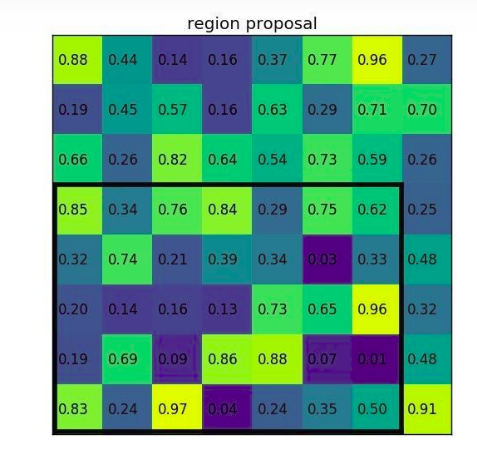 region proposal
0.88 0.44 0.14 0.16 0.37 0.77 0.96 0.27
0.19 0.45 0.57 0.16 0.63 0.29 0.71 0.70
0.66 0.26 0.82 0.64 0.54 0.73 0.59 0.26
0.85 0.34 0.76 0.84 0.29 0.75 0.62 0.25
0.32 0.74 0.21 0.39 0.34 0.03 0.33 0.48
0.20 0.14 0.16 0.13 0.73 0.65 0.96 0.32
0.19 0.69 0.09 0.86 0.88 0.07 0.01 0.48
0.83 0.24 0.97 0.04 0.24 0.35 0.50 0.91